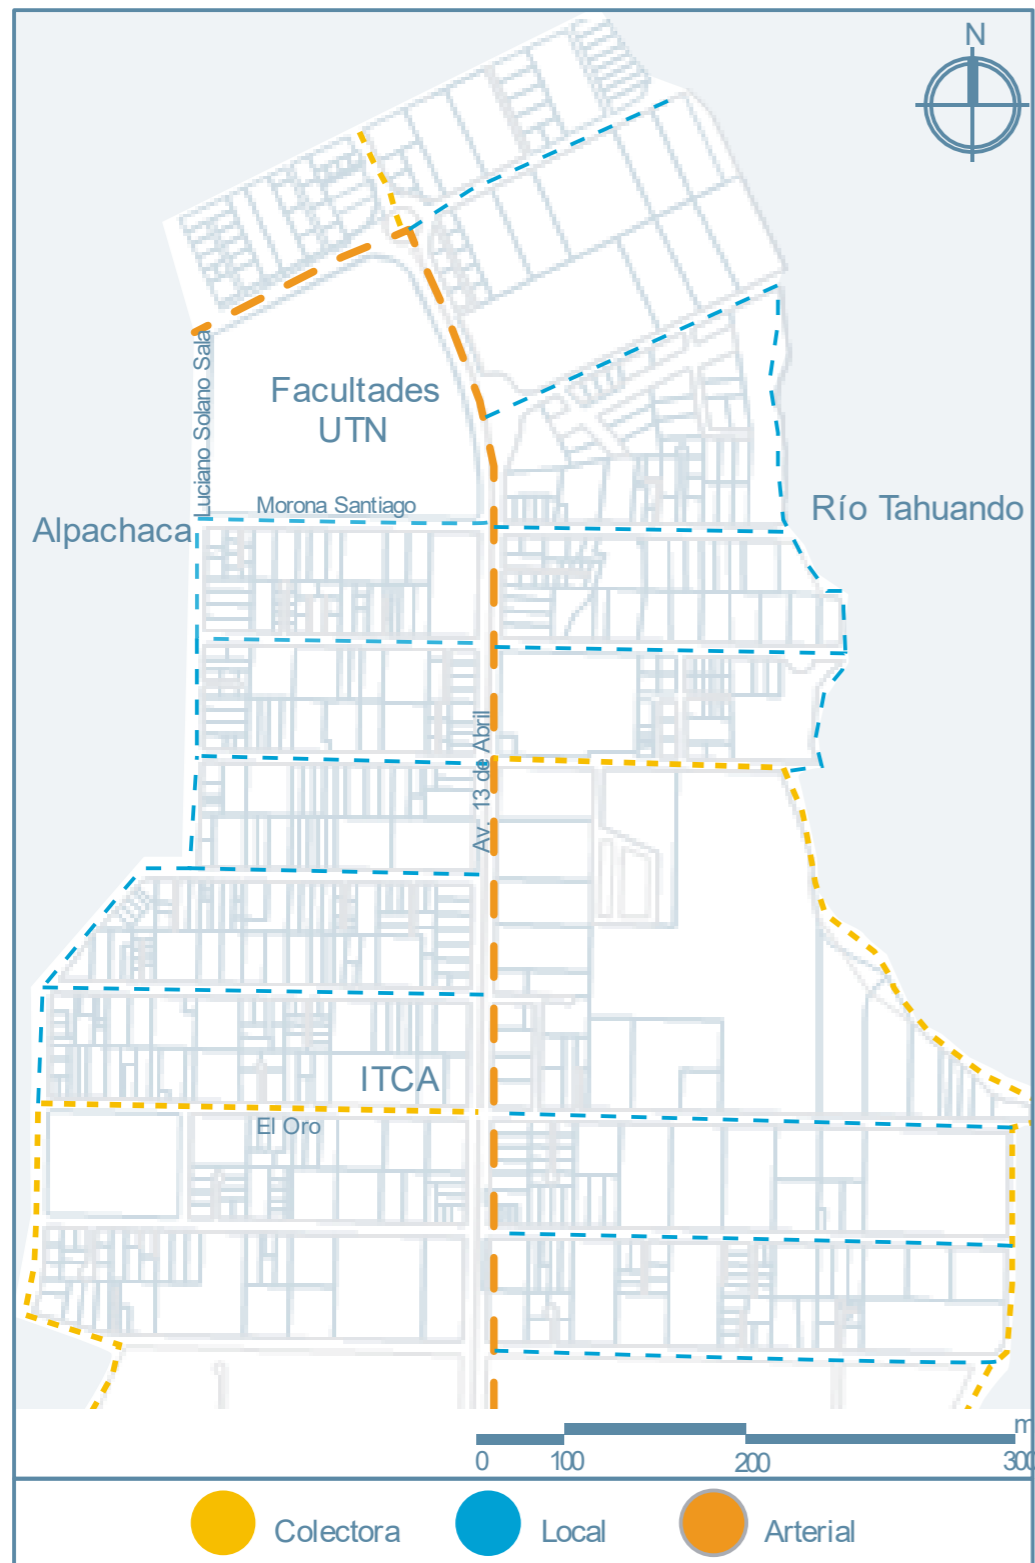 N
Facultades
UTN
Luciano Solano Sala
Morona Santiago
Alpachaca
Río Tahuando
Av. 13 de Abril
ITCA
El Oro
m
0 100 200 300
Colectora Local Arterial